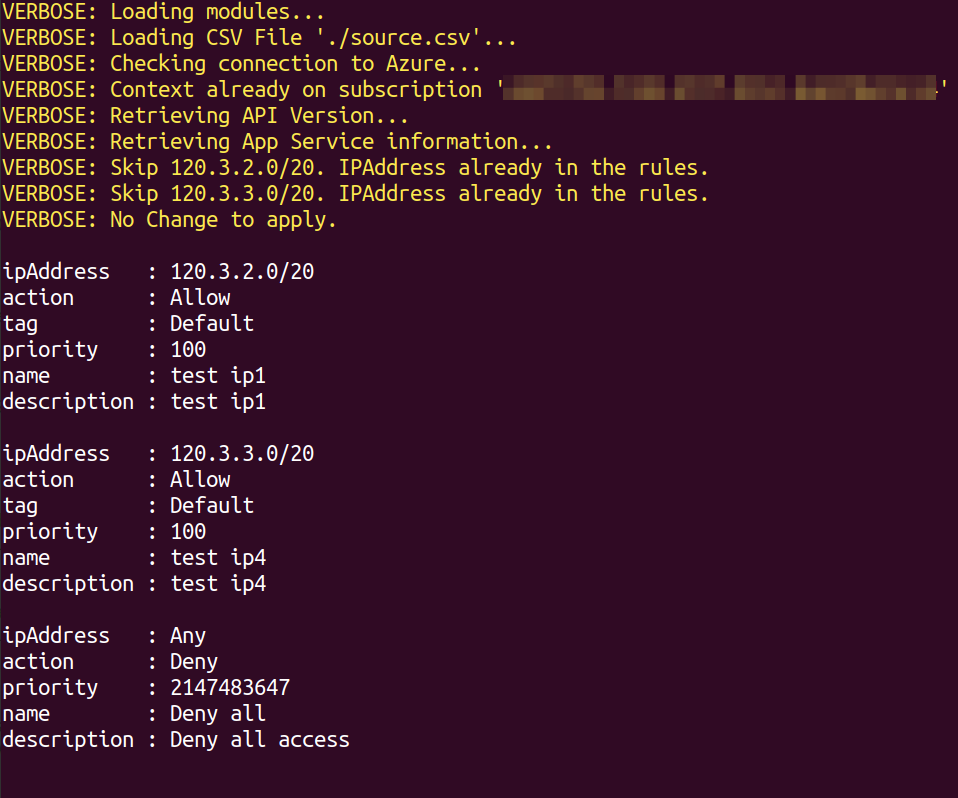 VERBOSE: Loading modules...
VERBOSE: Loading CSV File './source.csv'...
VERBOSE: Checking connection to Azure...
VERBOSE: Context already on subscription ' '
VERBOSE: Retrieving API Version...
VERBOSE: Retrieving App Service information...
VERBOSE: Skip 120.3.2.0/20. IPAddress already in the rules.
VERBOSE: Skip 120.3.3.0/20. IPAddress already in the rules.
VERBOSE: No Change to apply.
ipAddress   : 120.3.2.0/20
action      : Allow
tag         : Default
priority    : 100
name        : test ip1
description : test ip1
ipAddress   : 120.3.3.0/20
action      : Allow
tag         : Default
priority    : 100
name        : test ip4
description : test ip4
ipAddress   : Any
action      : Deny
priority    : 2147483647
name        : Deny all
description : Deny all access